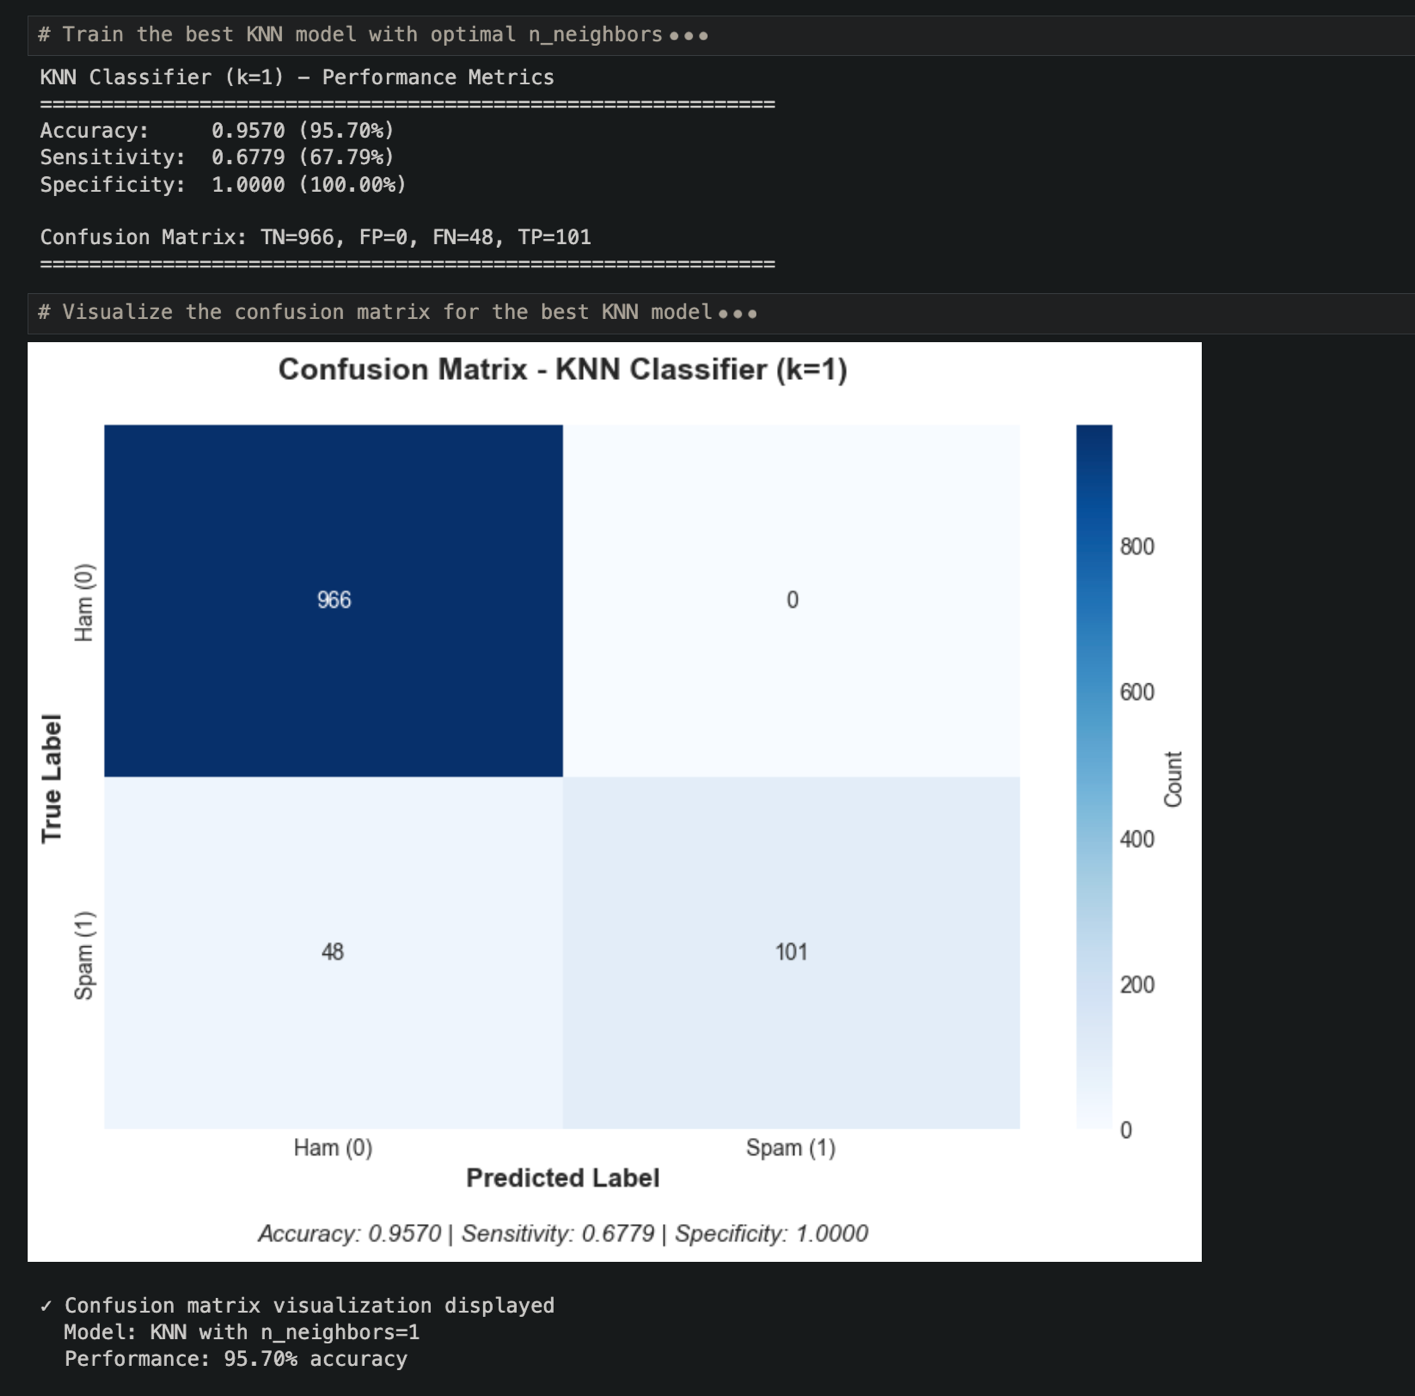 # Train the best KNN model with optimal n_neighbors●●●
KNN Classifier (k=1) – Performance Metrics
============================================================
Accuracy:     0.9570 (95.70%)
Sensitivity:  0.6779 (67.79%)
Specificity:  1.0000 (100.00%)
Confusion Matrix: TN=966, FP=0, FN=48, TP=101
============================================================
# Visualize the confusion matrix for the best KNN model●●●
Confusion Matrix - KNN Classifier (k=1)
True Label
Ham (0)
966
0
Spam (1)
48
101
Ham (0)
Spam (1)
Predicted Label
800
600
400
200
0
Count
Accuracy: 0.9570 | Sensitivity: 0.6779 | Specificity: 1.0000
✓ Confusion matrix visualization displayed
Model: KNN with n_neighbors=1
Performance: 95.70% accuracy